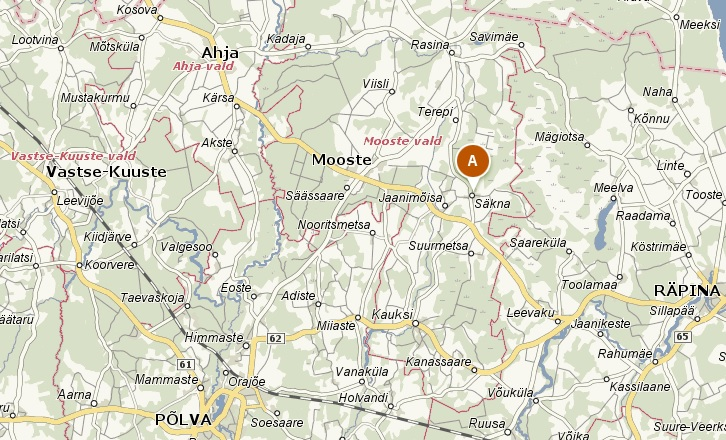 Kosova
Meeksi
Lootvina
Mõtsküla
Ahja
Kadaja
Rasina
Savimäe
Ahja vald
Viisli
Naha
Mustakurmu
Kärsa
Terepi
Kõnnu
Akste
Mooste vald
Mägiotsa
Vastse-Kuuste vald
Mooste
A
Vastse-Kuuste
Linte
Leevijõe
Säässaare
Jaanimõisa
Säkna
Meelva
Tooste
Raadama
Nooritsmetsa
Kiidjärve
Valgesoo
Suurmetsa
Saareküla
Köstrimäe
Koorvere
Eoste
Adiste
Toolamaa
RÄPINA
Taevaskoja
Miiaste
Kauksi
Leevaku
Sillapää
Jaanikeste
Himmaste
62
65
Rahumäe
61
Kanassaare
Mammaste
Orajõe
Vanaküla
Kassilaane
Aarna
Holvandi
Võuküla
PÕLVA
Soesaare
Ruusa
Võika